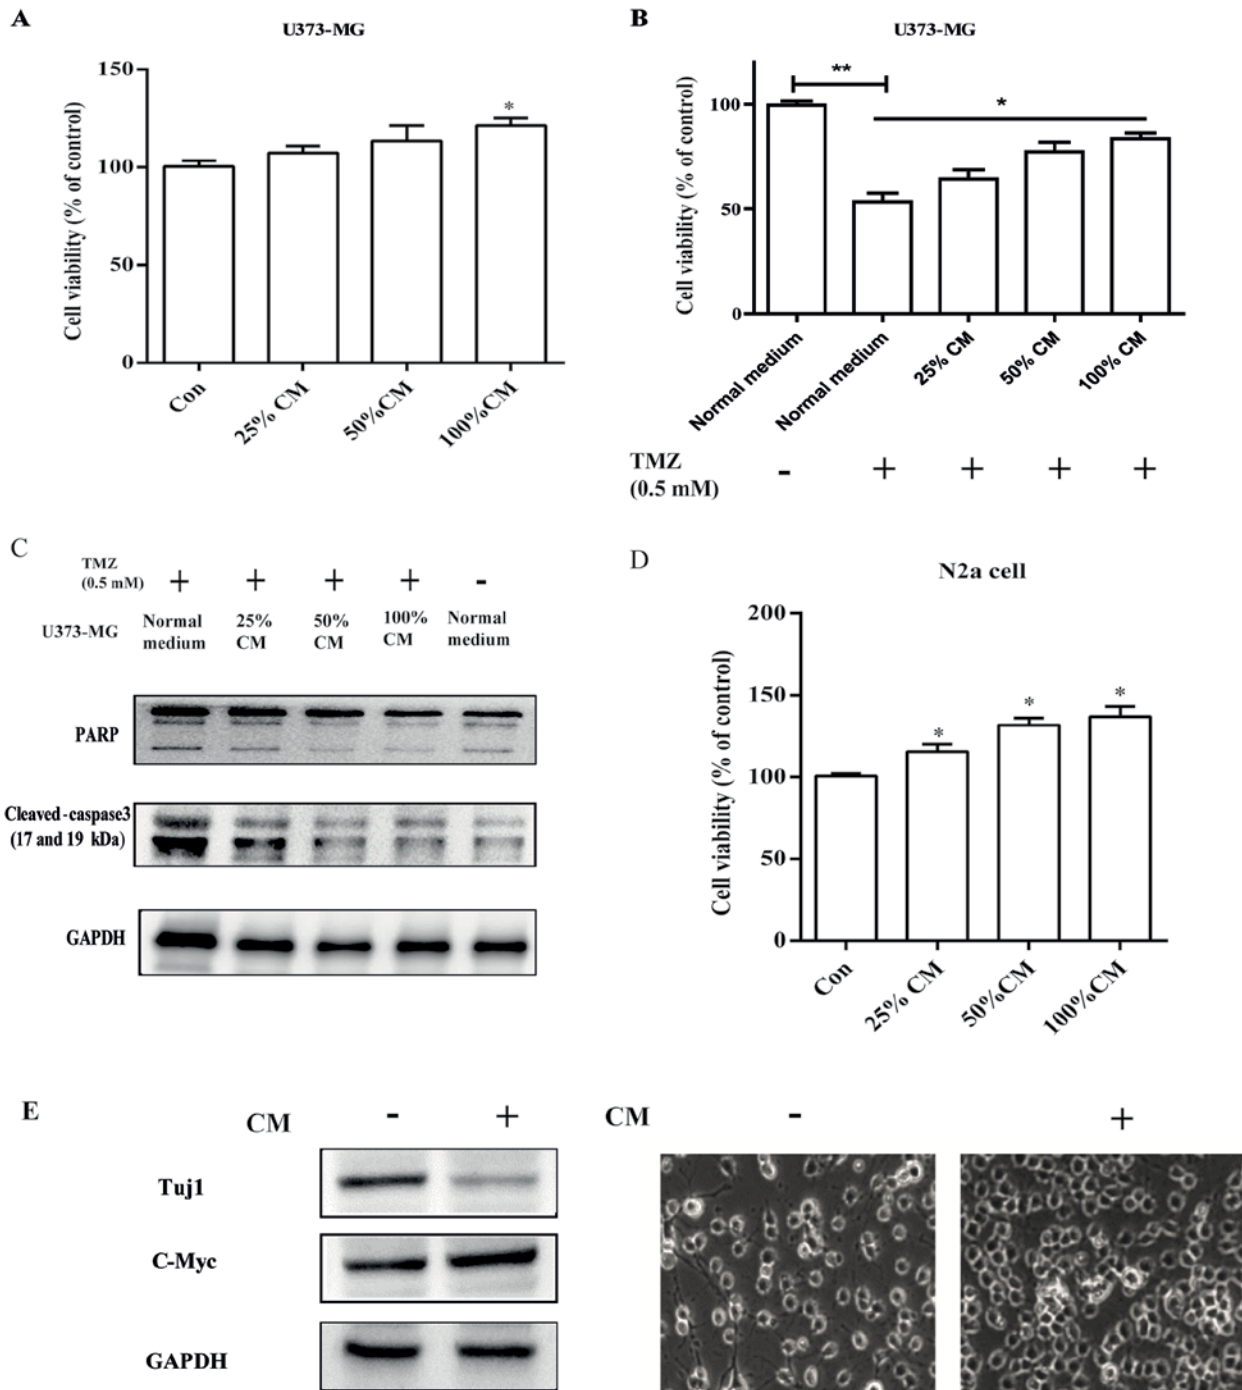 A
U373-MG
Cell viability (% of control)
150
100
50
0
*
Con
25% CM
50%CM
100%CM
B
U373-MG
Cell viability (% of control)
100
50
0
**
*
Normal medium
Normal medium
25% CM
50% CM
100% CM
TMZ
(0.5 mM)
- + + + +
C
TMZ
(0.5 mM) + + + + -
U373-MG
Normal
medium
25%
CM
50%
CM
100%
CM
Normal
medium
PARP
Cleaved-caspase3
(17 and 19 kDa)
GAPDH
D
N2a cell
Cell viability (% of control)
200
150
100
50
0
*
*
*
Con
25% CM
50%CM
100%CM
E
CM - +
Tuj1
C-Myc
GAPDH
CM - +